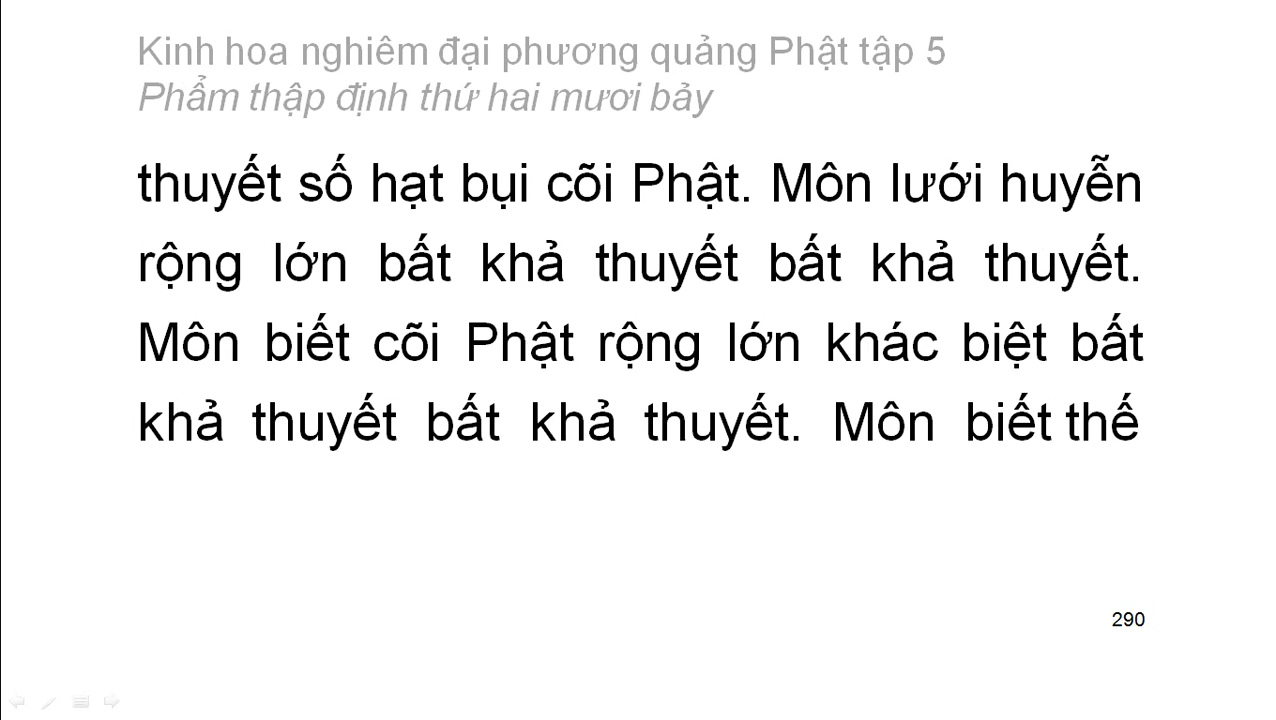 Kinh hoa nghiêm đại phương quảng Phật tập 5
Phẩm thập định thứ hai mươi bảy
thuyết số hạt bụi cõi Phật. Môn lưới huyễn
rộng lớn bất khả thuyết bất khả thuyết.
Môn biết cõi Phật rộng lớn khác biệt bất
khả thuyết bất khả thuyết. Môn biết thế
290